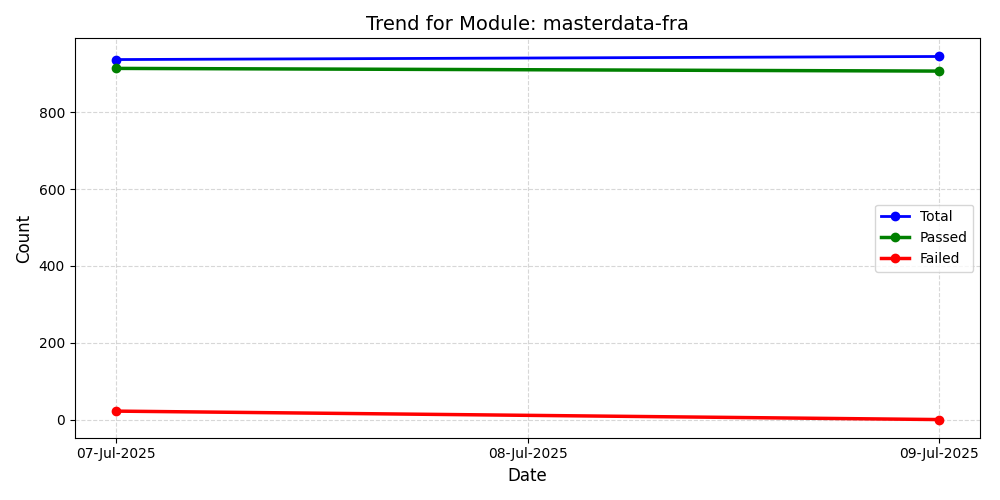 Trend for Module: masterdata-fra
Count
800
600
400
200
0
Total
Passed
Failed
07-Jul-2025
08-Jul-2025
09-Jul-2025
Date